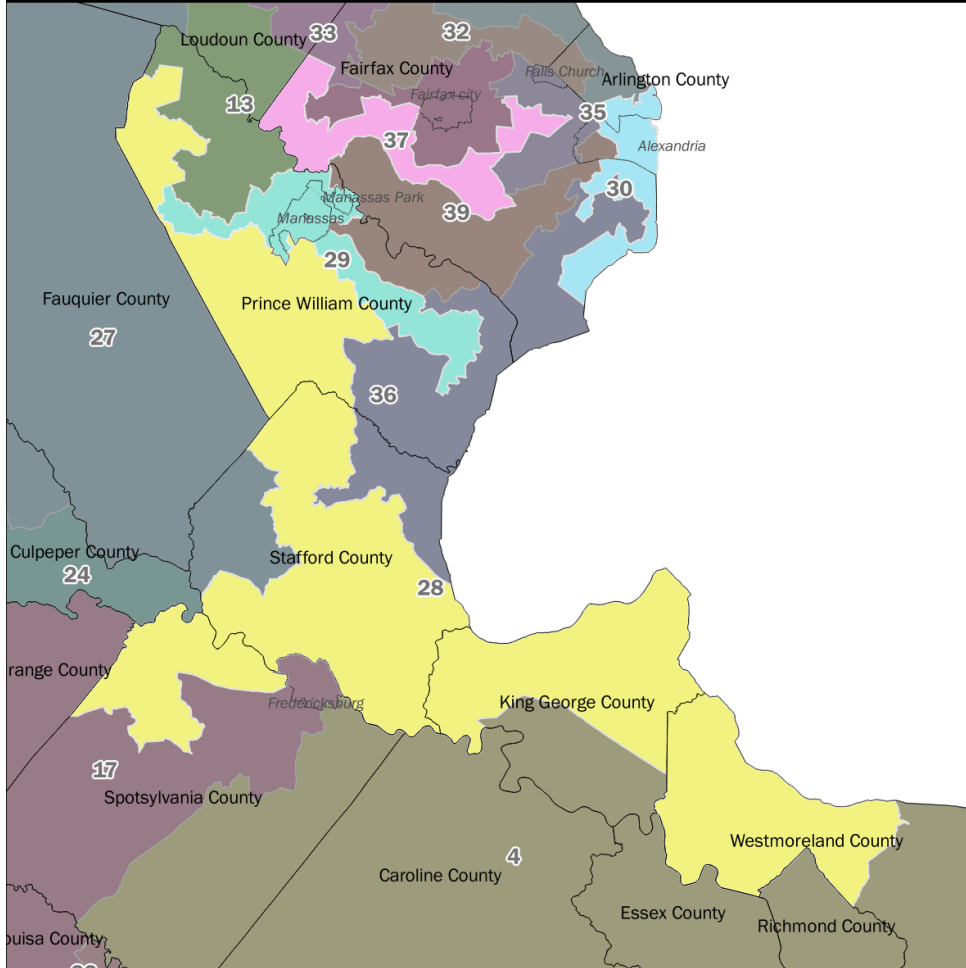 Loudoun County
33
32
Fairfax County
Falls Church
Arlington County
Fairfax city
13
35
37
Alexandria
30
Manassas Park
39
Manassas
29
Fauquier County
Prince William County
27
36
Culpeper County
Stafford County
24
28
range County
King George County
Fredericksburg
17
Spotsylvania County
Westmoreland County
4
Caroline County
Essex County
Richmond County
ouisa County